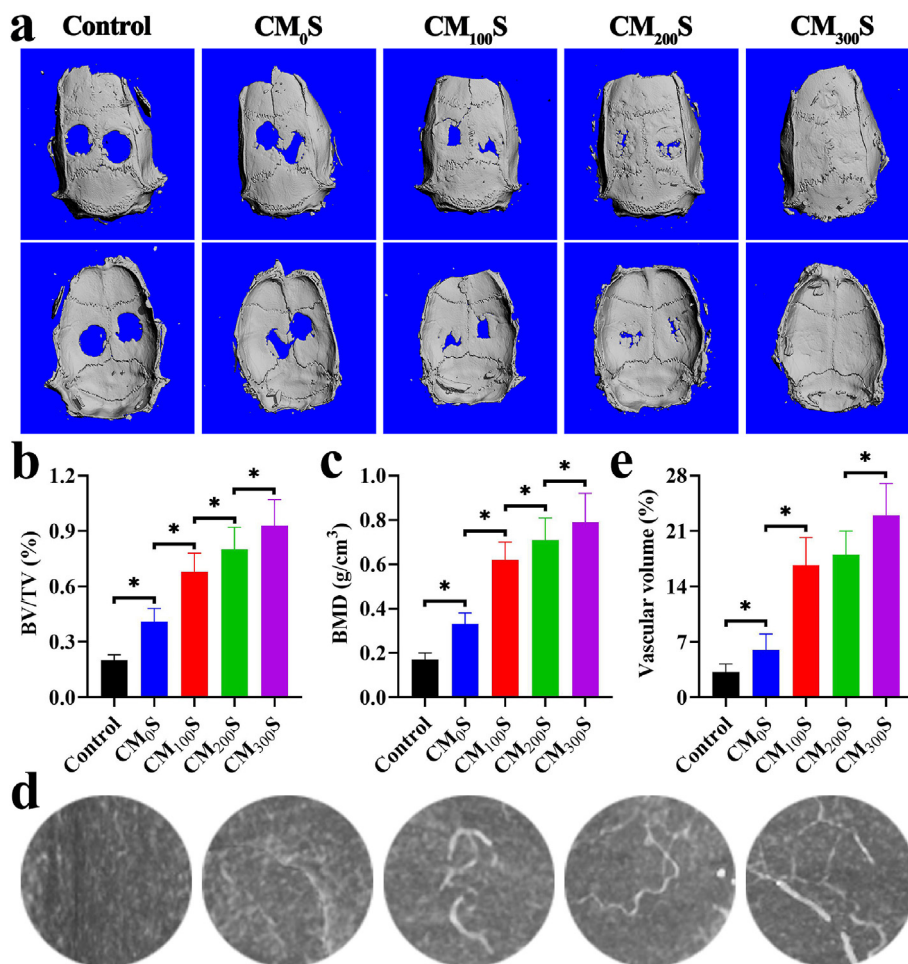 a
Control CM₀S CM₁₀₀S CM₂₀₀S CM₃₀₀S
b
BV/TV (%)
1.2
0.9
0.6
0.3
0.0
* * * *
Control CM₀S CM₁₀₀S CM₂₀₀S CM₃₀₀S
c
BMD (g/cm³)
1.0
0.8
0.6
0.4
0.2
0.0
* * * *
Control CM₀S CM₁₀₀S CM₂₀₀S CM₃₀₀S
e
Vascular volume (%)
28
21
14
7
0
* * *
Control CM₀S CM₁₀₀S CM₂₀₀S CM₃₀₀S
d